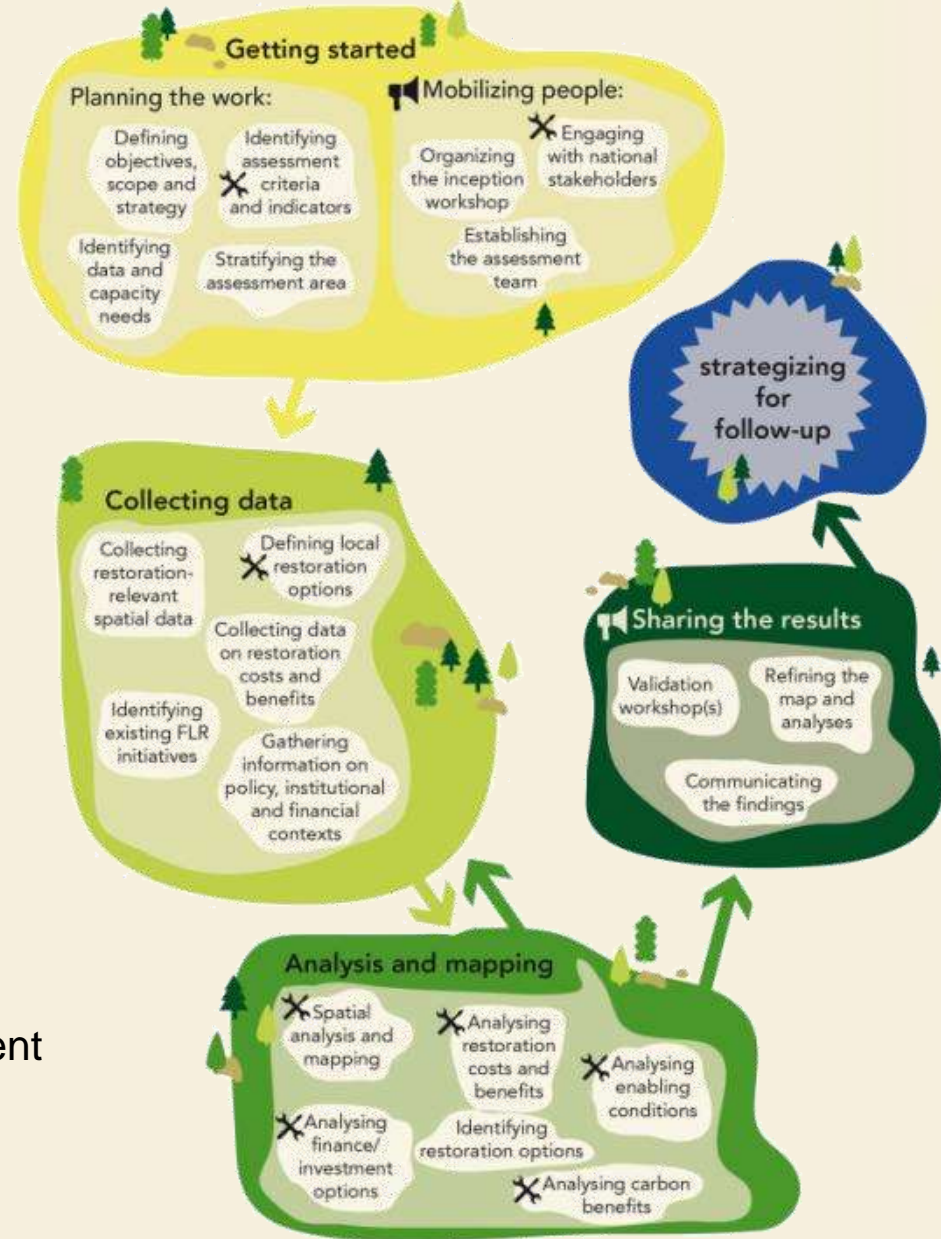 Getting started
Planning the work:
Defining
objectives,
scope and
strategy
Identifying
assessment
criteria
and indicators
Identifying
data and
capacity
needs
Stratifying the
assessment area
Mobilizing people:
Organizing
the inception
workshop
Engaging
with national
stakeholders
Establishing
the assessment
team
Collecting data
Collecting
restoration-
relevant
spatial data
Defining local
restoration
options
Collecting data
on restoration
costs and
benefits
Identifying
existing FLR
initiatives
Gathering
information on
policy, institutional
and financial
contexts
Analysis and mapping
Spatial
analysis and
mapping
Analysing
restoration
costs and
benefits
Analysing
enabling
conditions
Analysing
finance/
investment
options
Identifying
restoration options
Analysing carbon
benefits
Sharing the results
Validation
workshop(s)
Refining the
map and
analyses
Communicating
the findings
strategizing
for
follow-up
ent